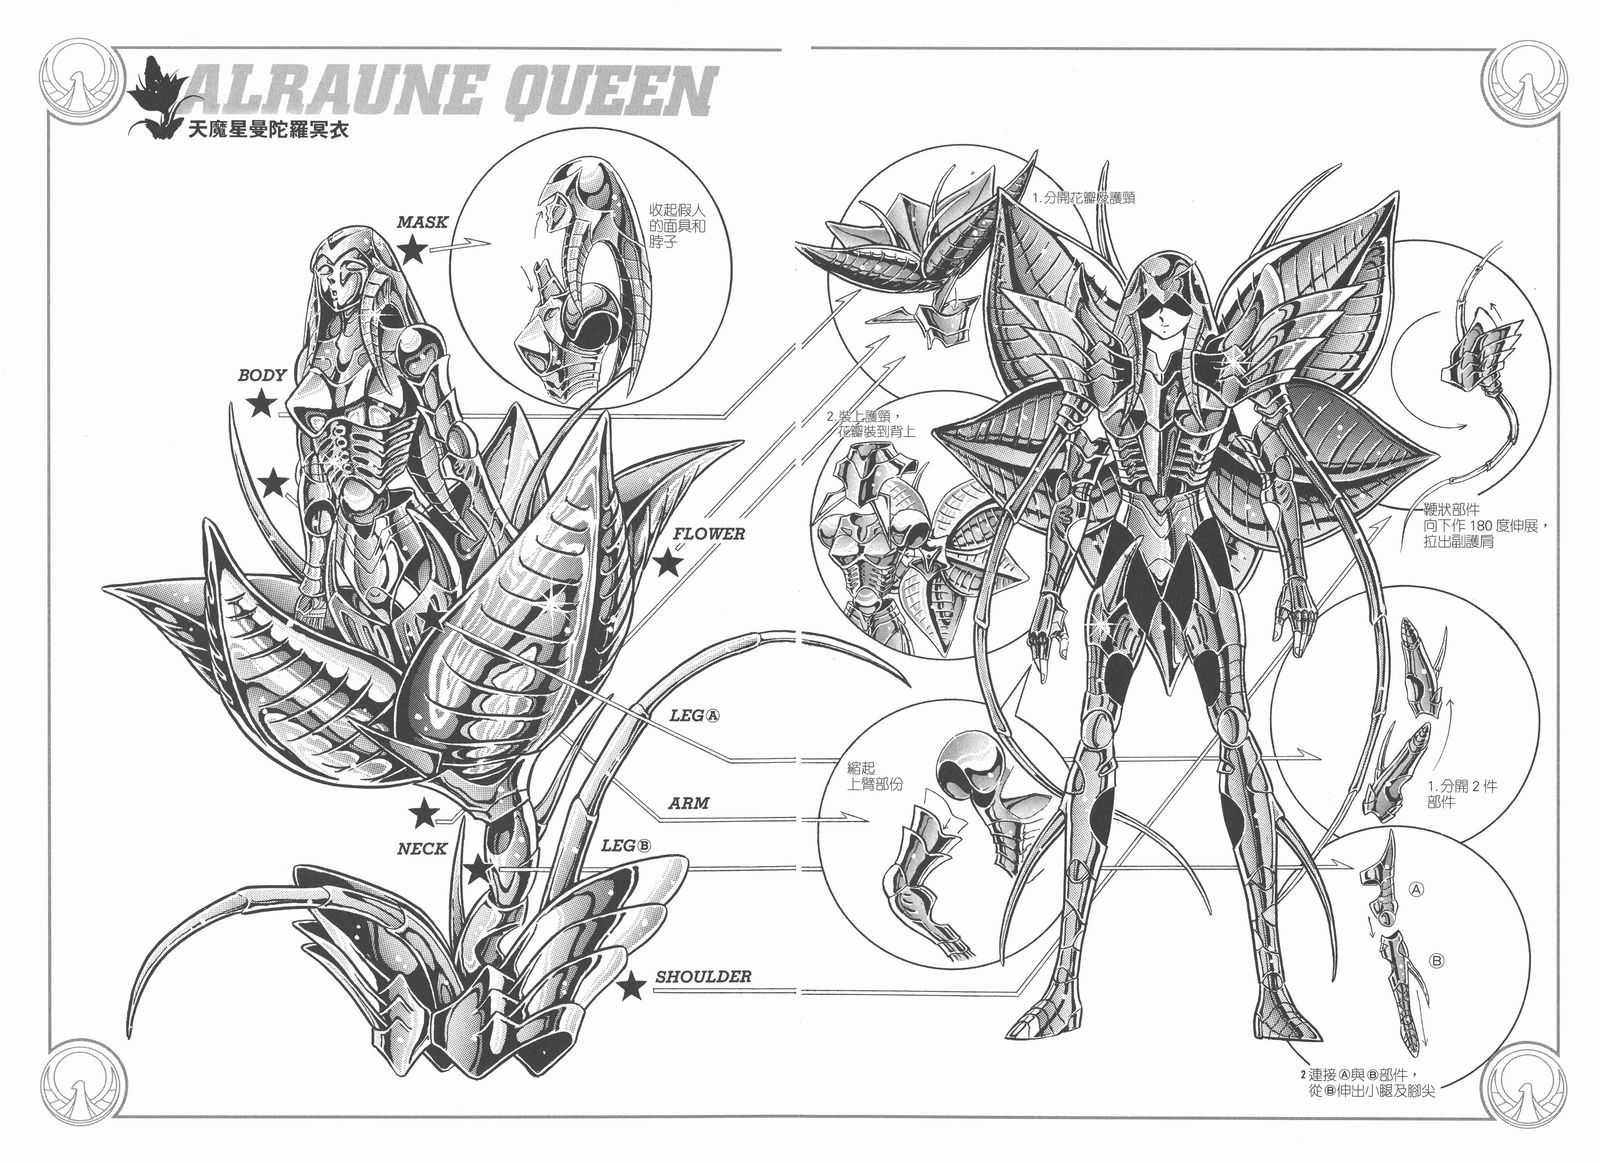 ALRAUNE QUEEN
天魔星曼陀羅冥衣
MASK
收起假人
的面具和
脖子
BODY
FLOWER
LEGⒶ
ARM
NECK
LEGⒷ
SHOULDER
1.分開花瓣及護頸
2.裝上護頸，
花瓣裝到背上
鞭狀部件
向下作180度伸展，
拉出副護肩
縮起
上臂部份
1.分開2件
部件
Ⓐ
Ⓑ
2連接Ⓐ與Ⓑ部件，
從Ⓑ伸出小腿及腳尖